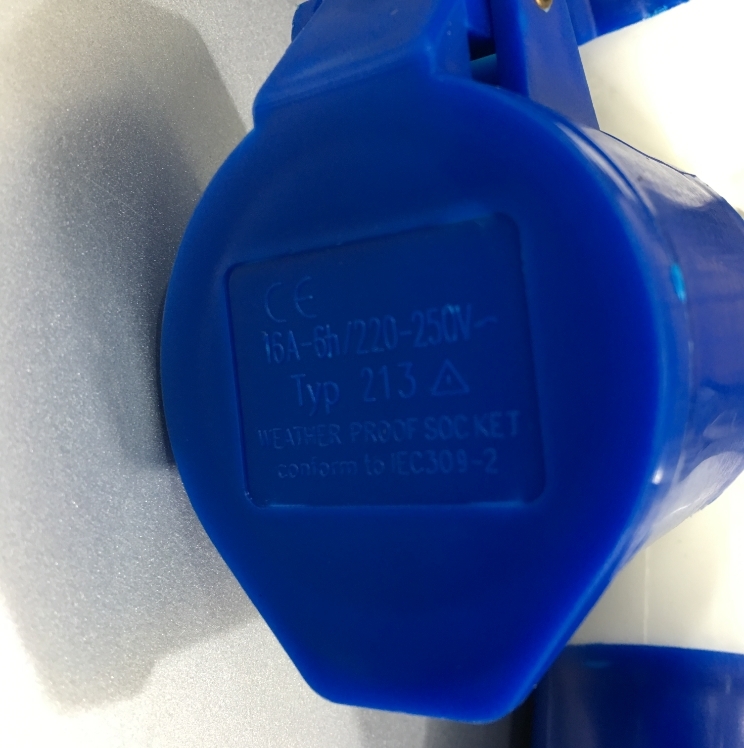 CE
16A-6h/220-250V~
Typ 213
WEATHER PROOF SOCKET
conform to IEC309-2